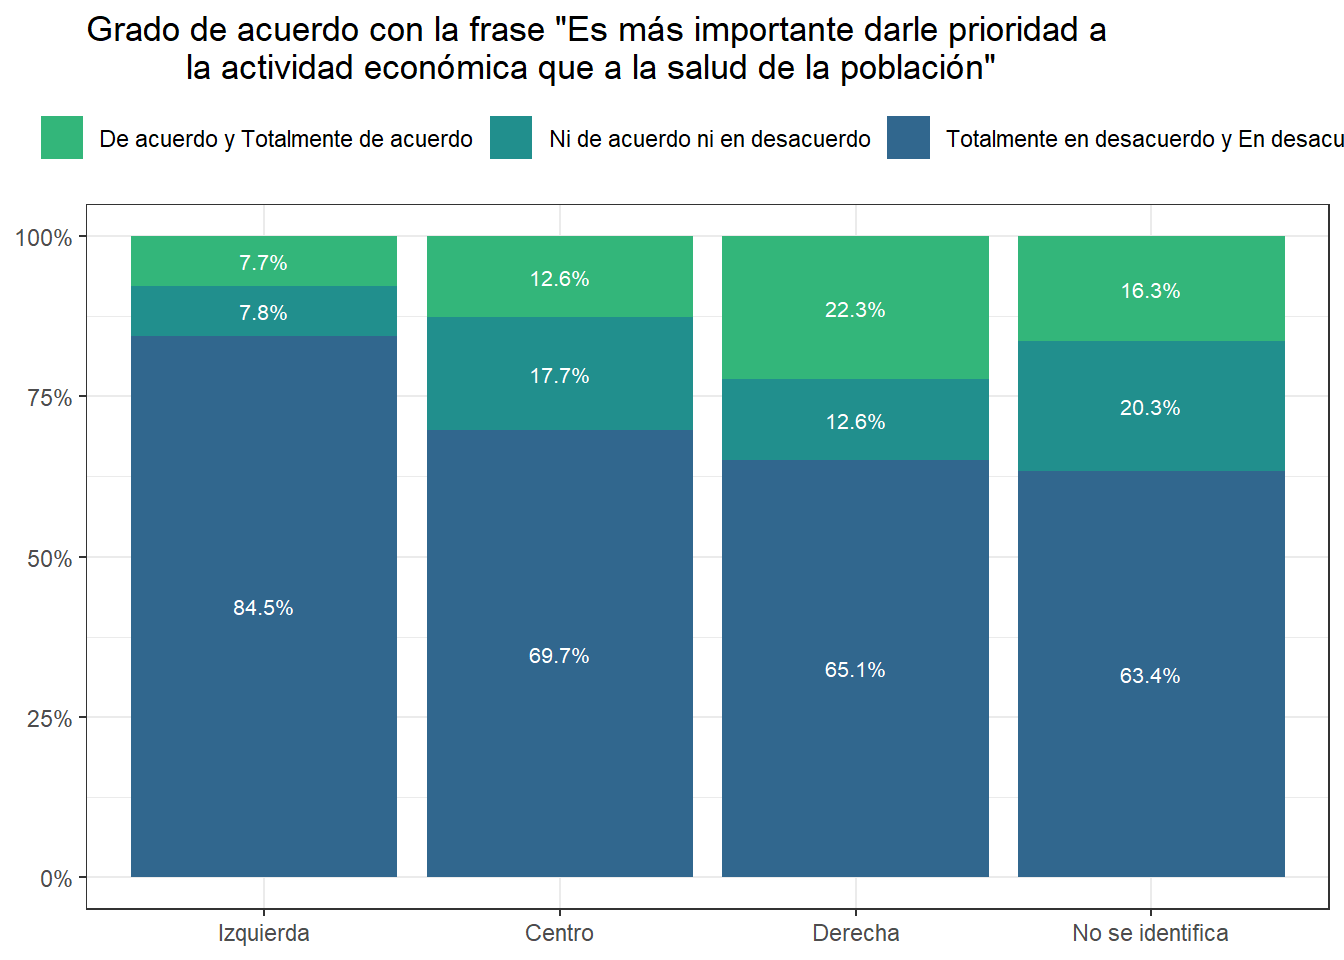 Grado de acuerdo con la frase "Es más importante darle prioridad a
la actividad económica que a la salud de la población"
De acuerdo y Totalmente de acuerdo Ni de acuerdo ni en desacuerdo Totalmente en desacuerdo y En desacu
100%
75%
50%
25%
0%
7.7% 12.6% 22.3% 16.3%
7.8% 17.7% 12.6% 20.3%
84.5% 69.7% 65.1% 63.4%
Izquierda Centro Derecha No se identifica